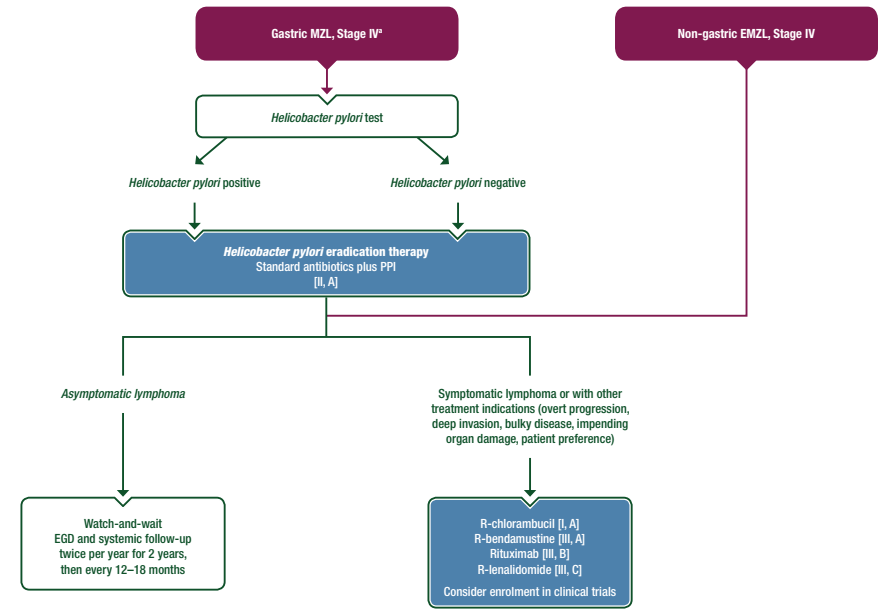 Gastric MZL, Stage IVª
Non-gastric EMZL, Stage IV
Helicobacter pylori test
Helicobacter pylori positive
Helicobacter pylori negative
Helicobacter pylori eradication therapy
Standard antibiotics plus PPI
[II, A]
Asymptomatic lymphoma
Symptomatic lymphoma or with other
treatment indications (overt progression,
deep invasion, bulky disease, impending
organ damage, patient preference)
Watch-and-wait
EGD and systemic follow-up
twice per year for 2 years,
then every 12–18 months
R-chlorambucil [I, A]
R-bendamustine [III, A]
Rituximab [III, B]
R-lenalidomide [III, C]
Consider enrolment in clinical trials